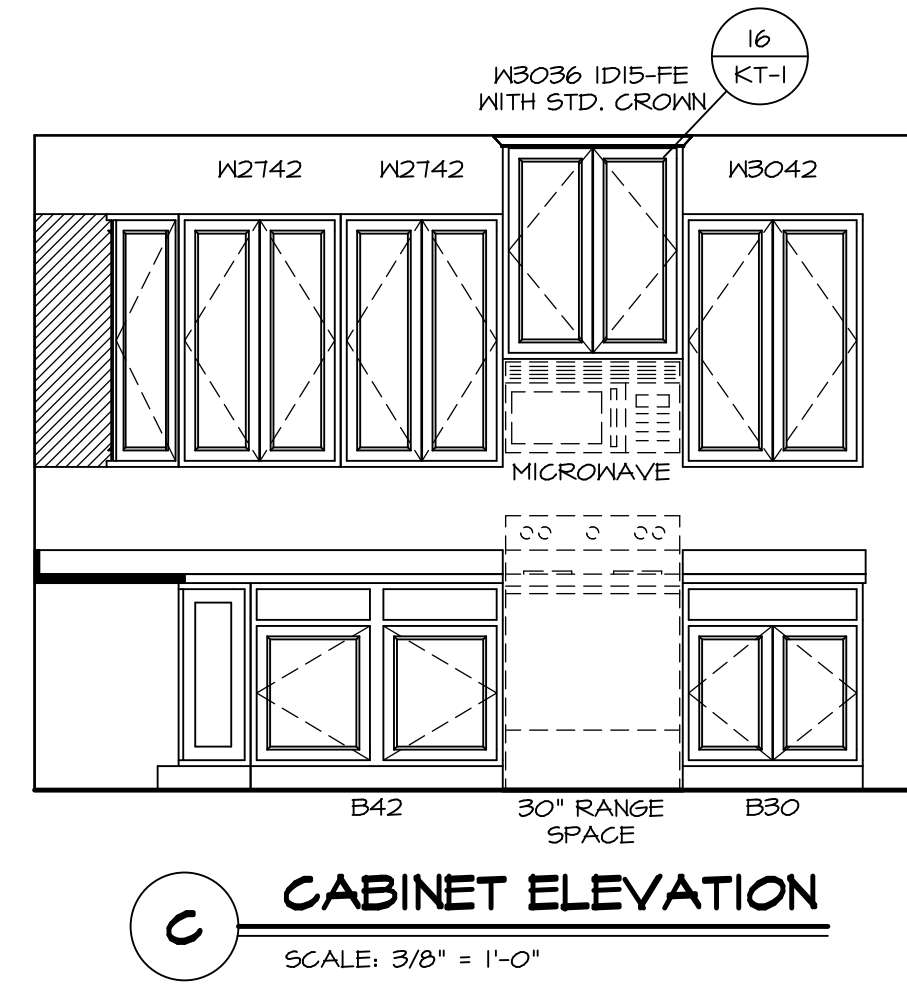 16
KT-1
W3036 1D15-FE
WITH STD. CROWN
W2742
W2742
W3042
MICROWAVE
B42
30" RANGE
SPACE
B30
C
CABINET ELEVATION
SCALE: 3/8" = 1'-0"